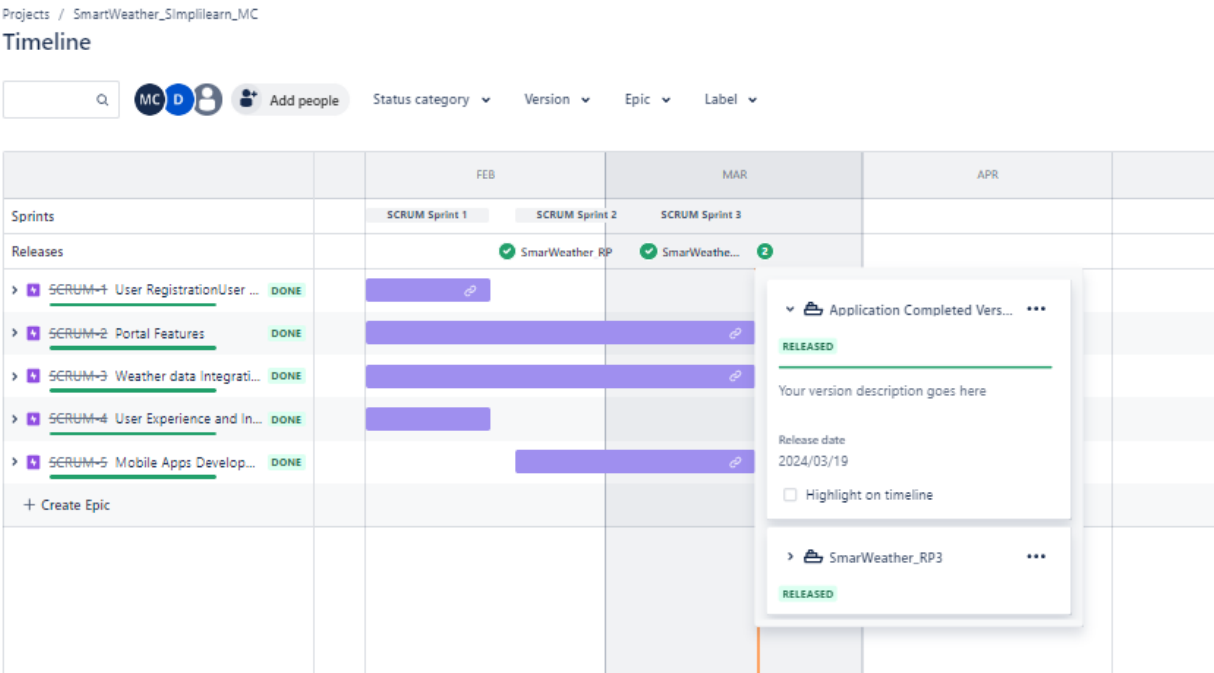 Projects / SmartWeather_SImplilearn_MC
Timeline
MC D Add people Status category Version Epic Label
FEB MAR APR
Sprints SCRUM Sprint 1 SCRUM Sprint 2 SCRUM Sprint 3
Releases SmarWeather_RP SmarWeathe... 2
SCRUM-1 User RegistrationUser ... DONE
SCRUM-2 Portal Features DONE
SCRUM-3 Weather data Integrati... DONE
SCRUM-4 User Experience and In... DONE
SCRUM-5 Mobile Apps Develop... DONE
+ Create Epic
Application Completed Vers... •••
RELEASED
Your version description goes here
Release date
2024/03/19
Highlight on timeline
SmarWeather_RP3 •••
RELEASED